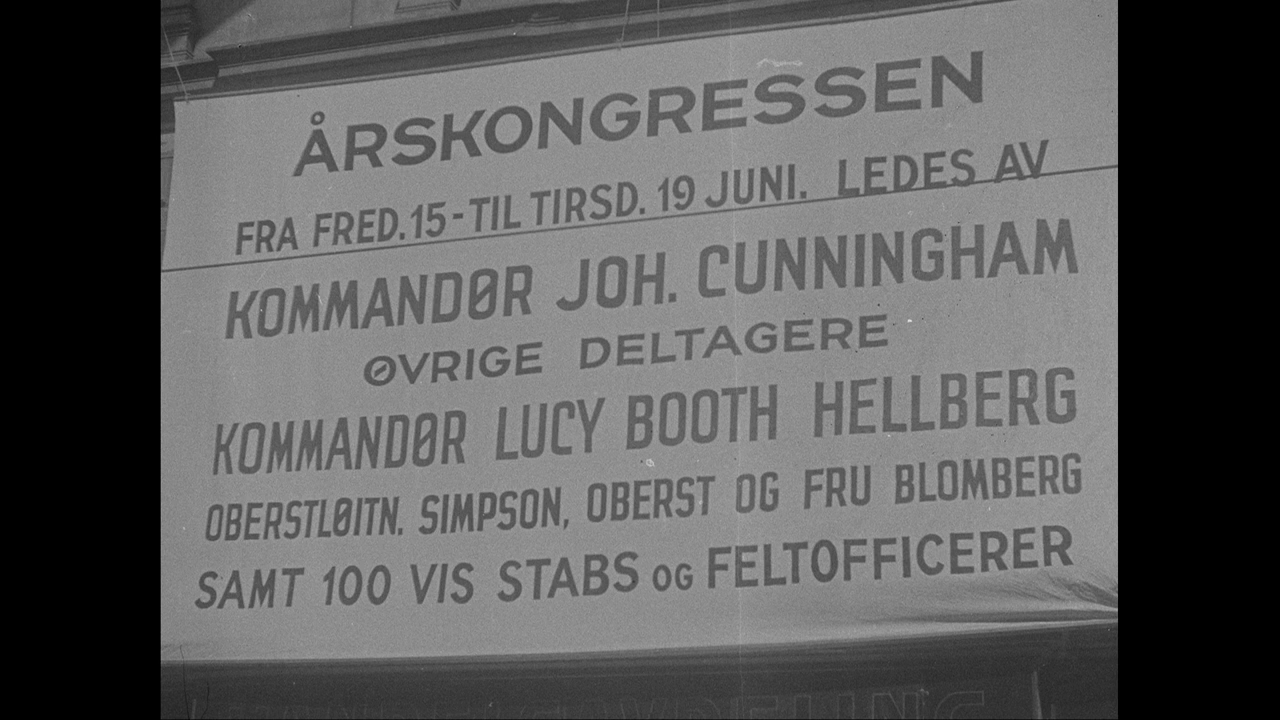 ÅRSKONGRESSEN
FRA FRED. 15 - TIL TIRSD. 19 JUNI. LEDES AV
KOMMANDØR JOH. CUNNINGHAM
ØVRIGE DELTAGERE
KOMMANDØR LUCY BOOTH HELLBERG
OBERSTLØITN. SIMPSON, OBERST OG FRU BLOMBERG
SAMT 100 VIS STABS OG FELTOFFICERER